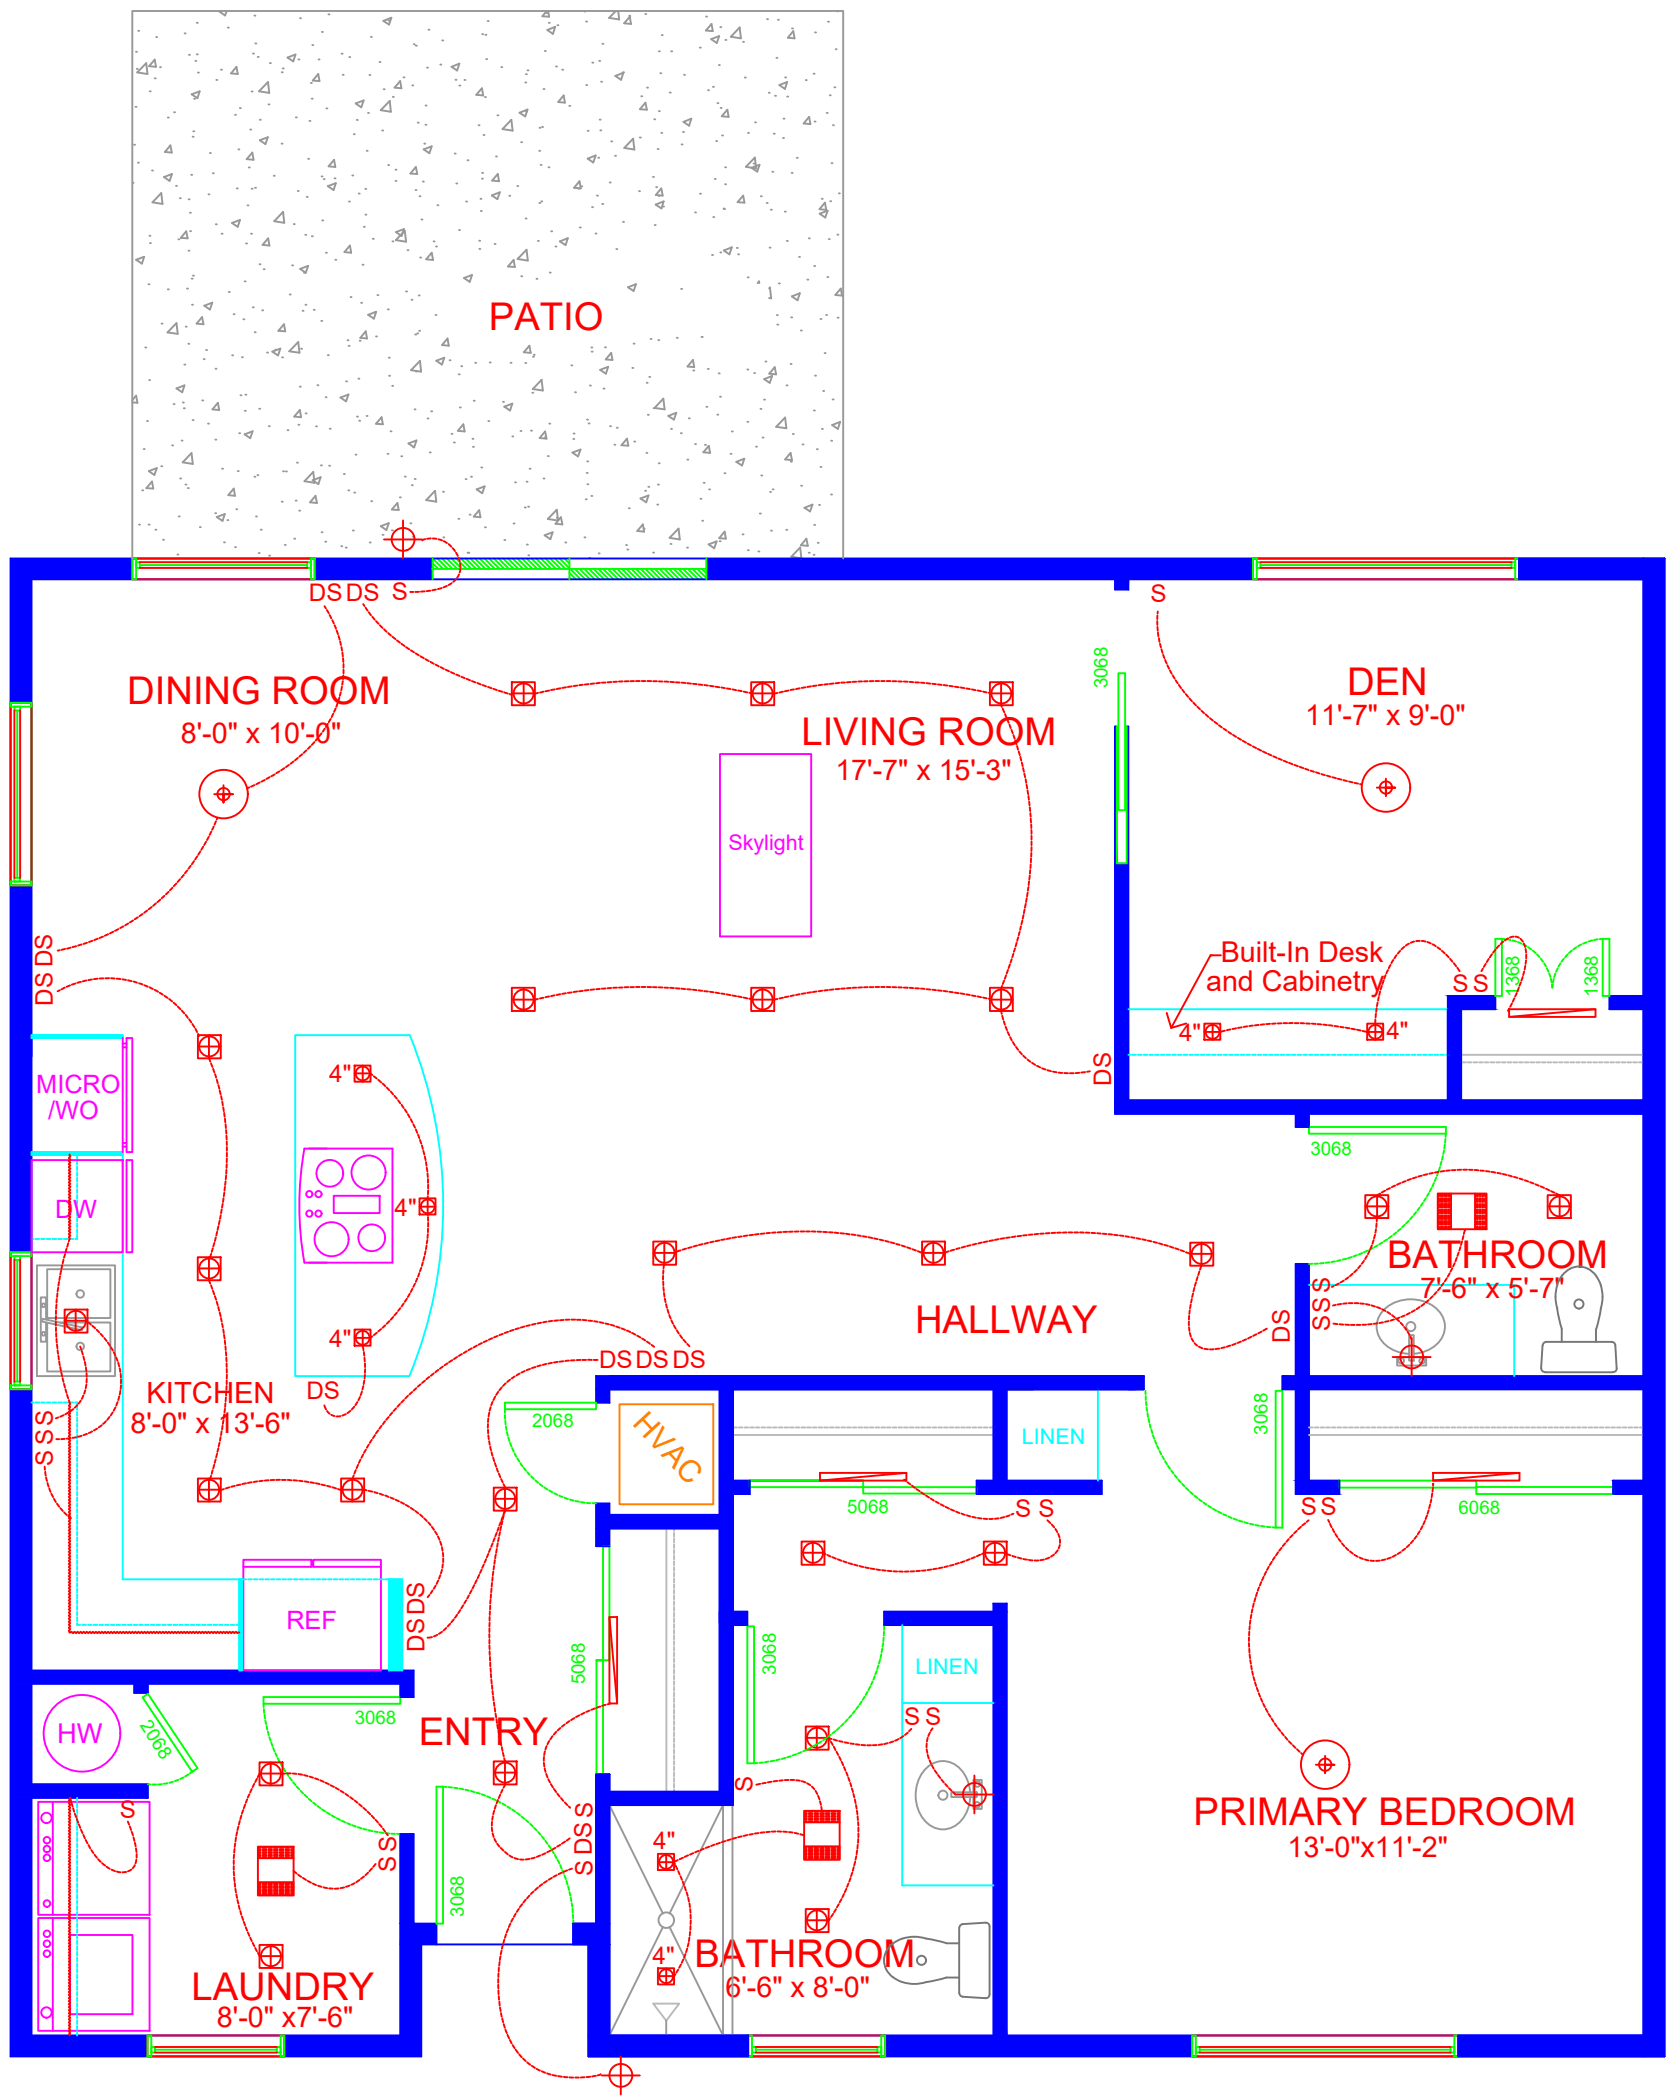 PATIO
DS DS S
S
DINING ROOM
8'-0" x 10'-0"
LIVING ROOM
17'-7" x 15'-3"
3068
DEN
11'-7" x 9'-0"
Skylight
DS
DS
Built-In Desk
and Cabinetry
S S
1368
1368
4"
4"
DS
MICRO
/WO
4"
DW
4"
4"
DS
KITCHEN
8'-0" x 13'-6"
S
S
S
HALLWAY
DS
3068
BATHROOM
7'-6" x 5'-7"
S
S
S
DS DS DS
2068
HVAC
LINEN
3068
5068
S S
S S
6068
DS
DS
REF
5068
3068
LINEN
HW
2068
3068
ENTRY
S S
S
S
S
S
S
DS
S
3068
4"
4"
PRIMARY BEDROOM
13'-0"x11'-2"
BATHROOM
6'-6" x 8'-0"
LAUNDRY
8'-0" x7'-6"